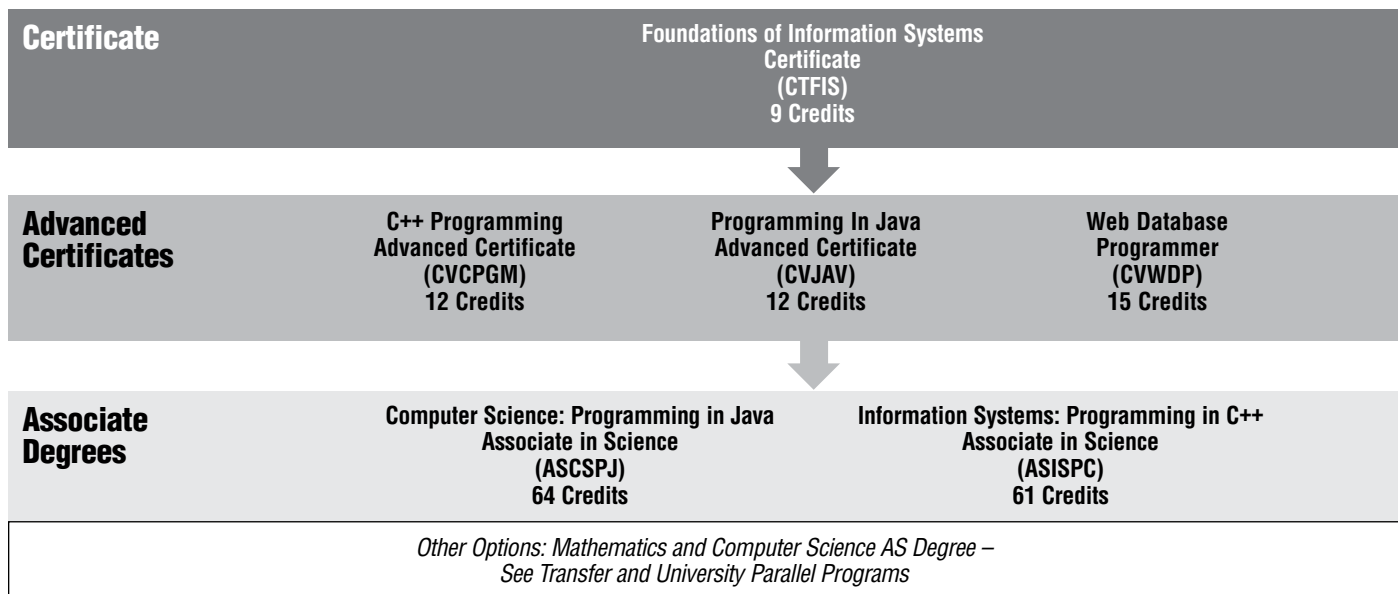 Certificate
Foundations of Information Systems
Certificate
(CTFIS)
9 Credits
Advanced
Certificates
C++ Programming
Advanced Certificate
(CVCPGM)
12 Credits
Programming In Java
Advanced Certificate
(CVJAV)
12 Credits
Web Database
Programmer
(CVWDP)
15 Credits
Associate
Degrees
Computer Science: Programming in Java
Associate in Science
(ASCSPJ)
64 Credits
Information Systems: Programming in C++
Associate in Science
(ASISPC)
61 Credits
Other Options: Mathematics and Computer Science AS Degree –
See Transfer and University Parallel Programs